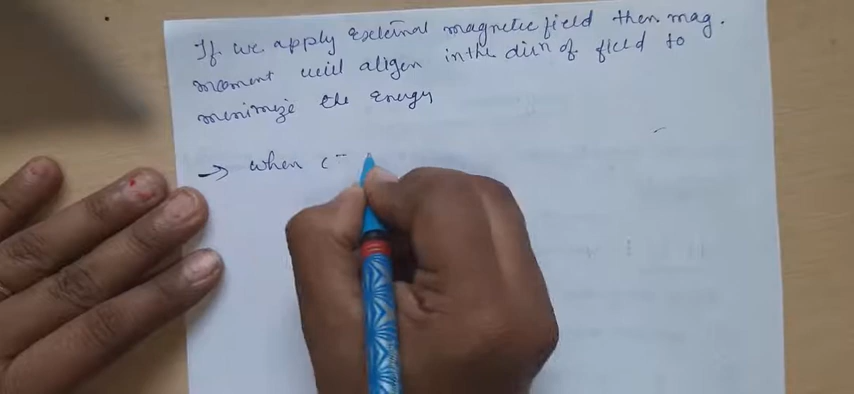 If we apply external magnetic field then mag.
moment will align in the dirn of field to
minimize the energy
→ when e-